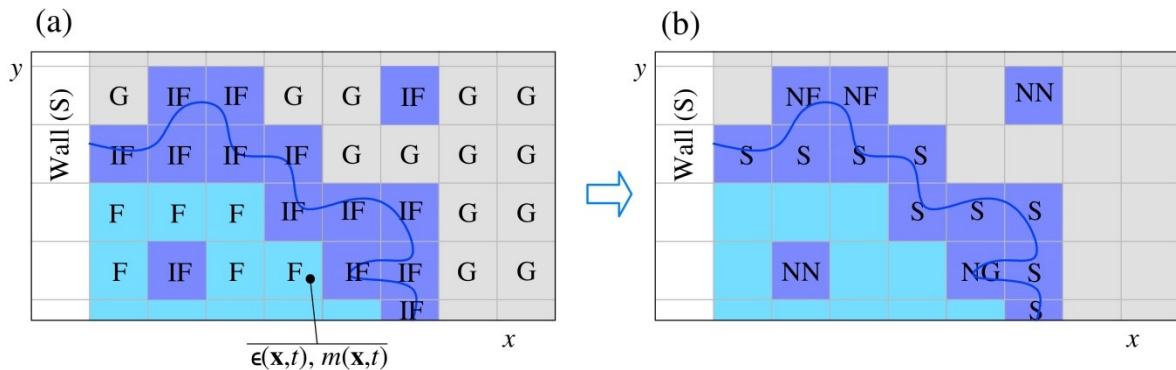 (a) (b)
y Wall (S) G IF IF G G IF G G
IF IF IF IF G G G G
F F F IF IF IF G G
F IF F F IF IF G G
IF
x
ϵ(x,t), m(x,t)
y Wall (S) NF NF NN
S S S S
S S S
NN NG S
S
x